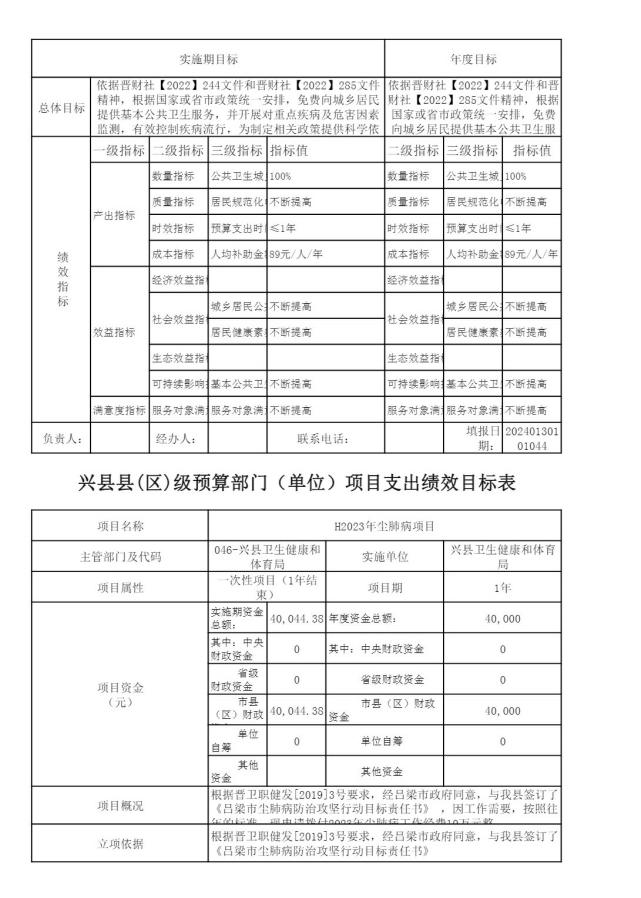 实施期目标 年度目标
总体目标
依据晋财社【2022】244文件和晋财社【2022】285文件
精神，根据国家或省市政策统一安排，免费向城乡居民
提供基本公共卫生服务，并开展对重点疾病及危害因素
监测，有效控制疾病流行，为制定相关政策提供科学依
依据晋财社【2022】244文件和晋
财社【2022】285文件精神，根据
国家或省市政策统一安排，免费
向城乡居民提供基本公共卫生服
绩效指标
一级指标 二级指标 三级指标 指标值 二级指标 三级指标 指标值
产出指标
数量指标 公共卫生城 100% 数量指标 公共卫生城 100%
质量指标 居民规范化 不断提高 质量指标 居民规范化 不断提高
时效指标 预算支出时 ≤1年 时效指标 预算支出时 ≤1年
成本指标 人均补助金 89元/人/年 成本指标 人均补助金 89元/人/年
效益指标
经济效益指 经济效益指
社会效益指 城乡居民公 不断提高 社会效益指 城乡居民公 不断提高
居民健康素 不断提高 居民健康素 不断提高
生态效益指 生态效益指
可持续影响 基本公共卫 不断提高 可持续影响 基本公共卫 不断提高
满意度指标 服务对象满 服务对象满 不断提高 服务对象满 服务对象满 不断提高
负责人： 经办人： 联系电话： 填报日期： 20240130101044
兴县县(区)级预算部门（单位）项目支出绩效目标表
项目名称 H2023年尘肺病项目
主管部门及代码 046-兴县卫生健康和体育局 实施单位 兴县卫生健康和体育局
项目属性 一次性项目（1年结束） 项目期 1年
项目资金
（元）
实施期资金总额： 40,044.38 年度资金总额： 40,000
其中：中央财政资金 0 其中：中央财政资金 0
省级财政资金 0 省级财政资金 0
市县（区）财政 40,044.38 市县（区）财政资金 40,000
单位自筹 0 单位自筹 0
其他资金 其他资金
项目概况
根据晋卫职健发[2019]3号要求，经吕梁市政府同意，与我县签订了
《吕梁市尘肺病防治攻坚行动目标责任书》，因工作需要，按照往
年的标准，现申请拨付2023年尘肺病工作经费10万元整
立项依据
根据晋卫职健发[2019]3号要求，经吕梁市政府同意，与我县签订了
《吕梁市尘肺病防治攻坚行动目标责任书》